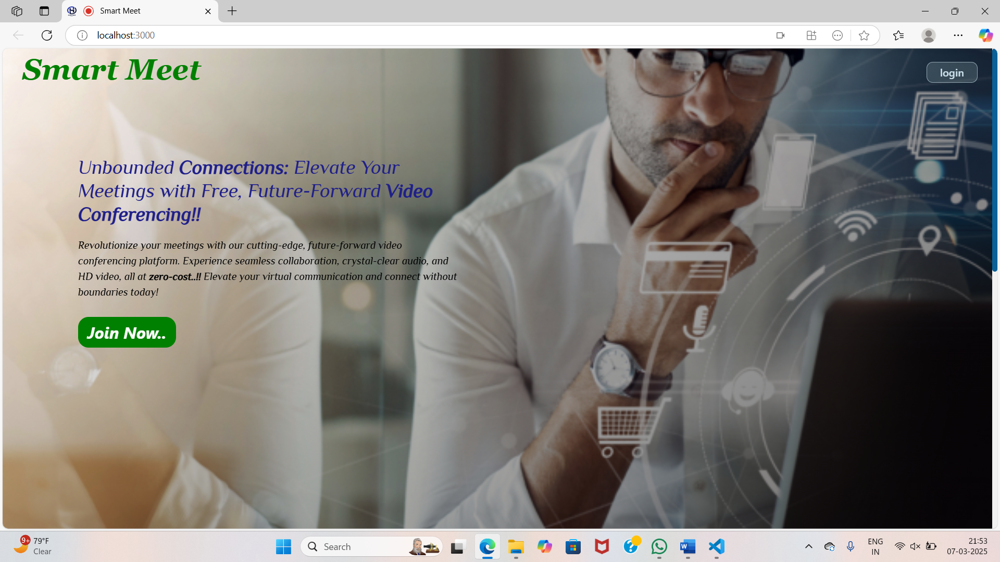 Smart Meet
localhost:3000
Smart Meet
login
Unbounded Connections: Elevate Your
Meetings with Free, Future-Forward Video
Conferencing!!
Revolutionize your meetings with our cutting-edge, future-forward video
conferencing platform. Experience seamless collaboration, crystal-clear audio, and
HD video, all at zero-cost..!! Elevate your virtual communication and connect without
boundaries today!
Join Now..
9+
79°F
Clear
Search
ENG
IN
21:53
07-03-2025